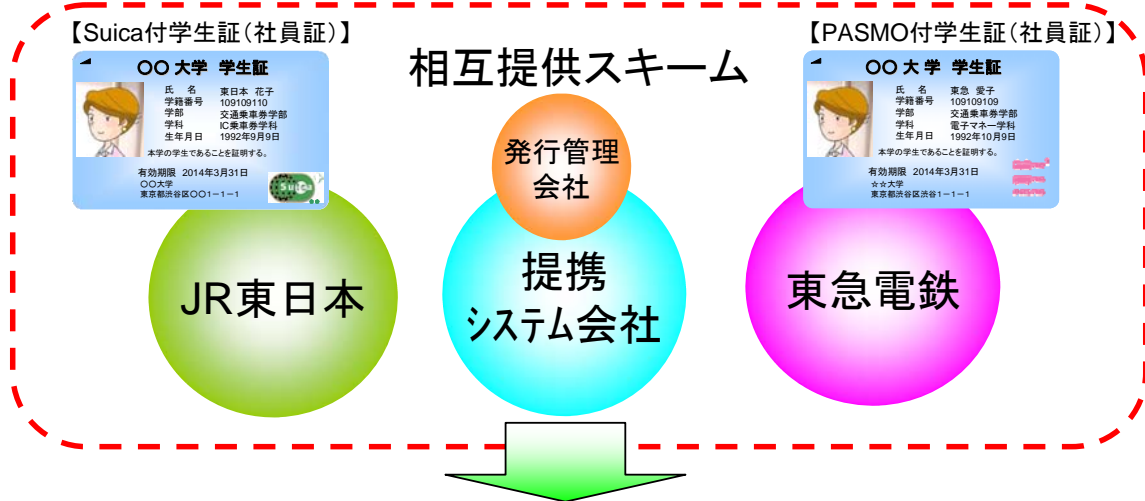 【Suica付学生証(社員証)】
〇〇 大学 学生証
氏 名 東日本 花子
学籍番号 109109110
学部 交通乗車券学部
学科 IC乗車券学科
生年月日 1992年9月9日
本学の学生であることを証明する。
有効期限 2014年3月31日
〇〇大学
東京都渋谷区〇〇1-1-1
Suica
相互提供スキーム
【PASMO付学生証(社員証)】
〇〇 大 学 学生証
氏 名 東急 愛子
学籍番号 109109109
学部 交通乗車券学部
学科 電子マネー学科
生年月日 1992年10月9日
本学の学生であることを証明する。
有効期限 2014年3月31日
☆☆大学
東京都渋谷区渋谷1-1-1
発行管理
会社
JR東日本
提携
システム会社
東急電鉄